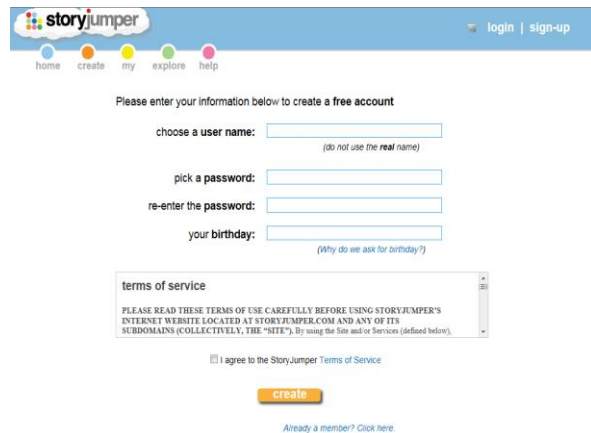 storyjumper
login | sign-up
home create my explore help
Please enter your information below to create a free account
choose a user name:
(do not use the real name)
pick a password:
re-enter the password:
your birthday:
(Why do we ask for birthday?)
terms of service
PLEASE READ THESE TERMS OF USE CAREFULLY BEFORE USING STORYJUMPER'S
INTERNET WEBSITE LOCATED AT STORYJUMPER.COM AND ANY OF ITS
SUBDOMAINS (COLLECTIVELY, THE “SITE”). By using the Site and/or Services (defined below),
I agree to the StoryJumper Terms of Service
create
Already a member? Click here.